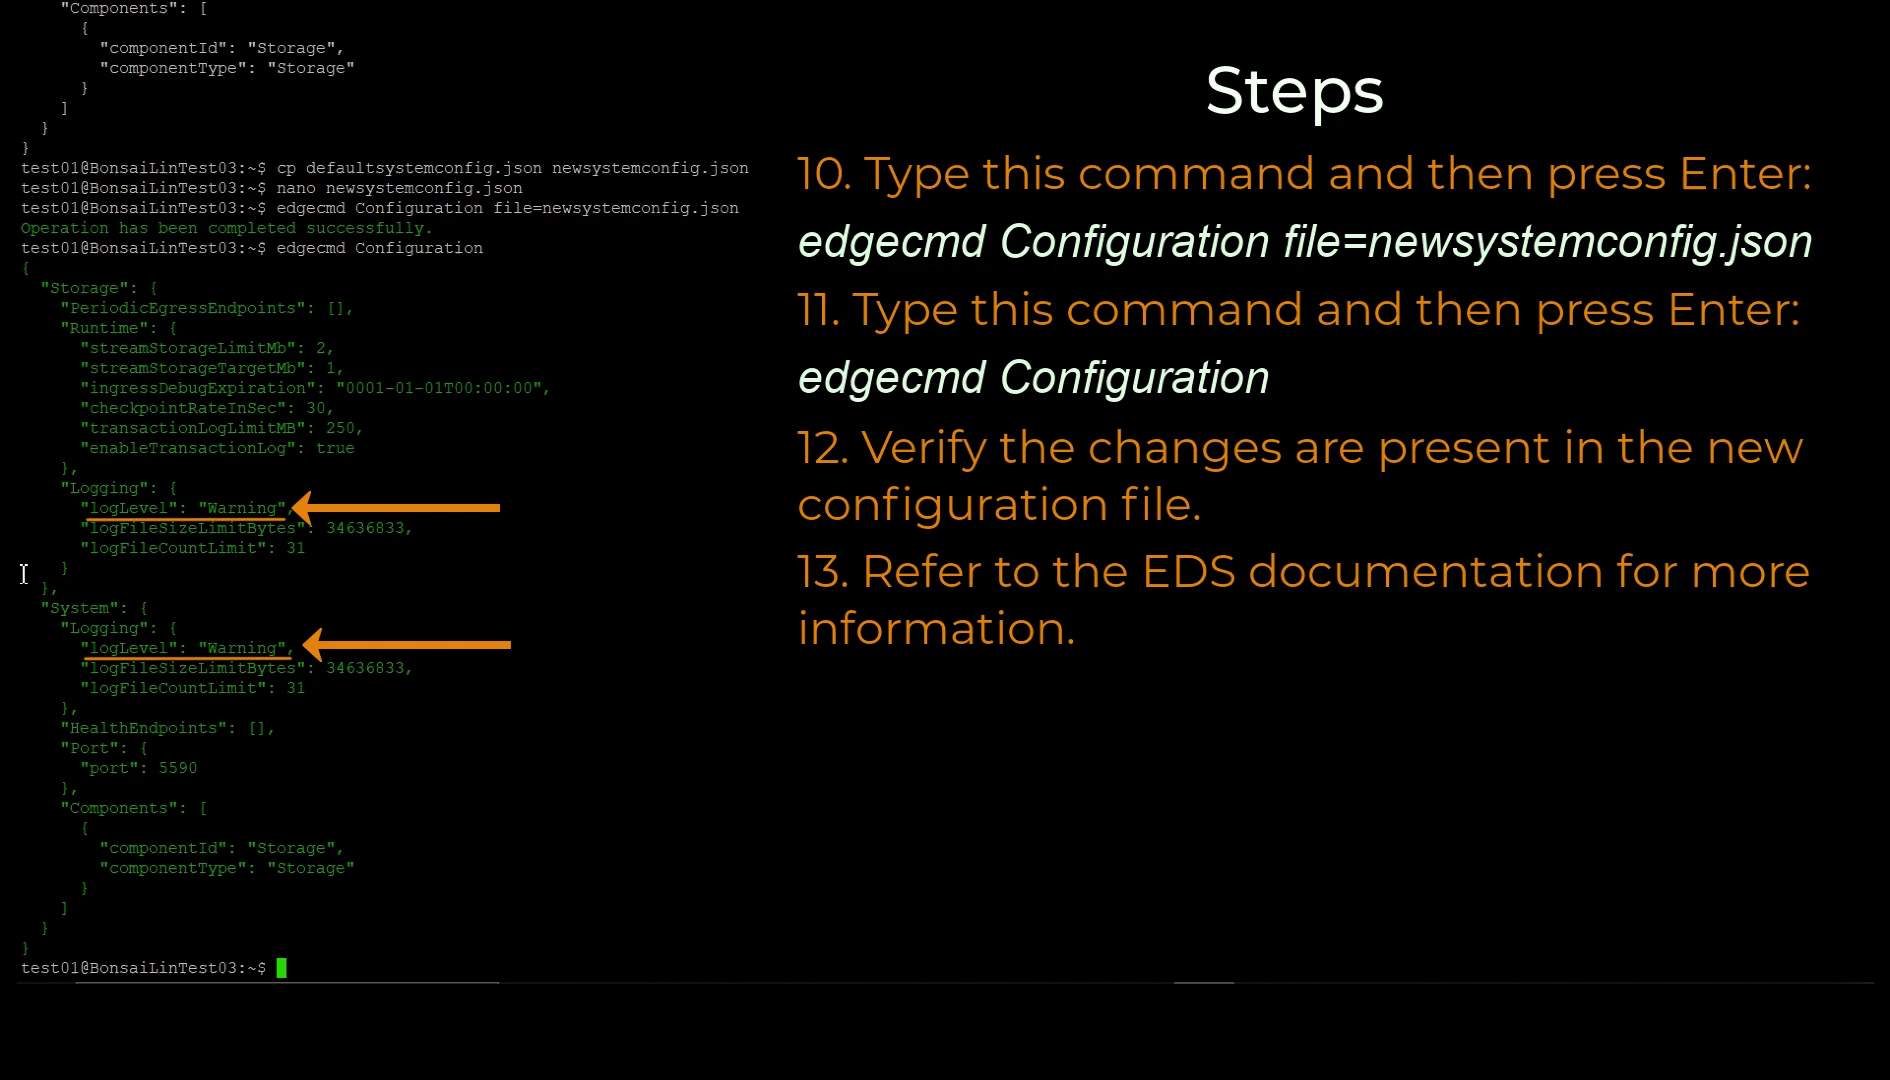 "Components": [
      {
        "componentId": "Storage",
        "componentType": "Storage"
      }
    ]
  }
}
test01@BonsaiLinTest03:~$ cp defaultsystemconfig.json newsystemconfig.json
test01@BonsaiLinTest03:~$ nano newsystemconfig.json
test01@BonsaiLinTest03:~$ edgecmd Configuration file=newsystemconfig.json
Operation has been completed successfully.
test01@BonsaiLinTest03:~$ edgecmd Configuration
{
  "Storage": {
    "PeriodicEgressEndpoints": [],
    "Runtime": {
      "streamStorageLimitMb": 2,
      "streamStorageTargetMb": 1,
      "ingressDebugExpiration": "0001-01-01T00:00:00",
      "checkpointRateInSec": 30,
      "transactionLogLimitMB": 250,
      "enableTransactionLog": true
    },
    "Logging": {
      "logLevel": "Warning",
      "logFileSizeLimitBytes": 34636833,
      "logFileCountLimit": 31
    }
  },
  "System": {
    "Logging": {
      "logLevel": "Warning",
      "logFileSizeLimitBytes": 34636833,
      "logFileCountLimit": 31
    },
    "HealthEndpoints": [],
    "Port": {
      "port": 5590
    },
    "Components": [
      {
        "componentId": "Storage",
        "componentType": "Storage"
      }
    ]
  }
}
test01@BonsaiLinTest03:~$
Steps
10. Type this command and then press Enter:
edgecmd Configuration file=newsystemconfig.json
11. Type this command and then press Enter:
edgecmd Configuration
12. Verify the changes are present in the new
configuration file.
13. Refer to the EDS documentation for more
information.